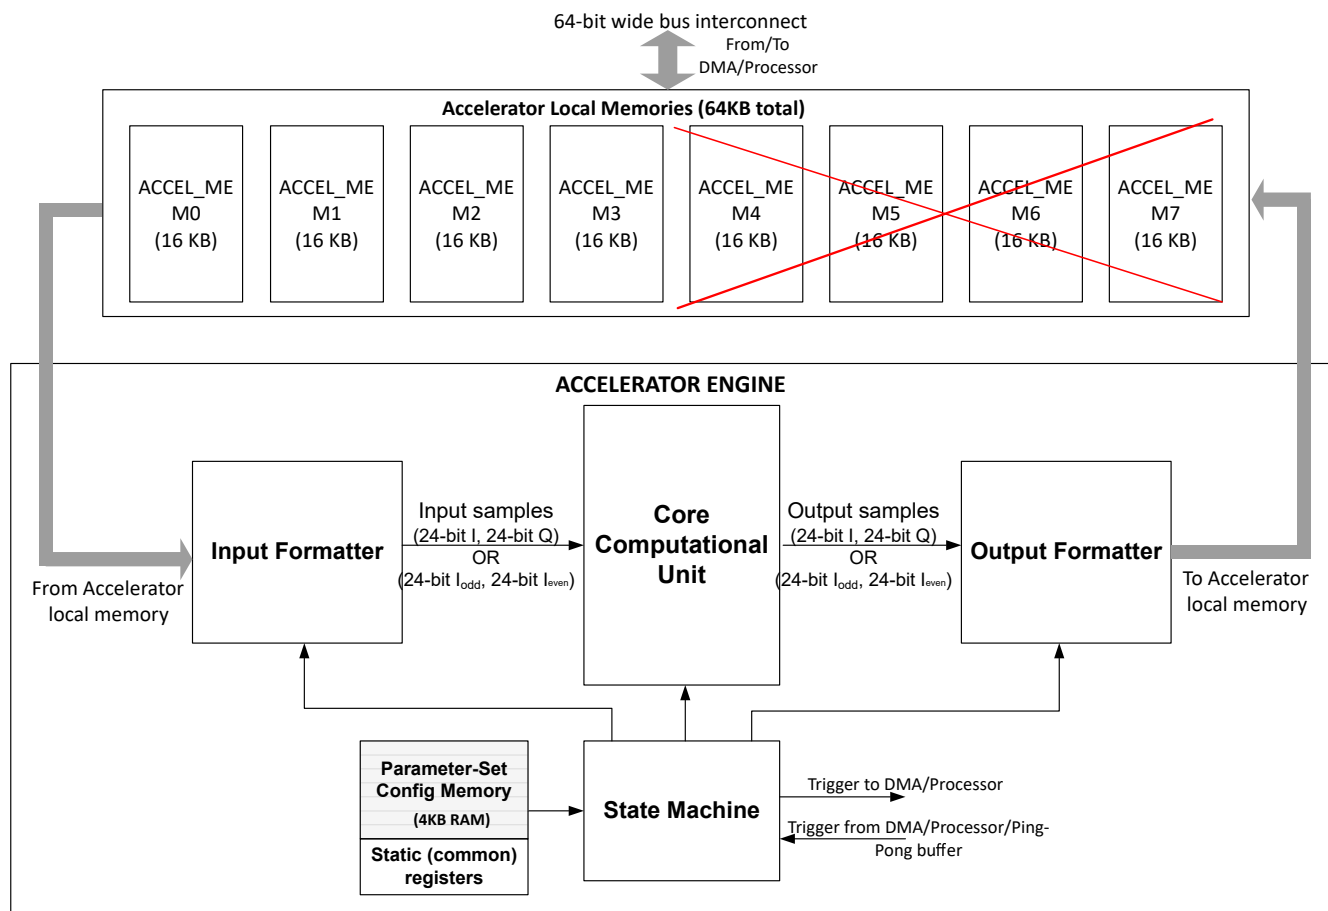 64-bit wide bus interconnect
From/To
DMA/Processor
Accelerator Local Memories (64KB total)
ACCEL_ME
M0
(16 KB)
ACCEL_ME
M1
(16 KB)
ACCEL_ME
M2
(16 KB)
ACCEL_ME
M3
(16 KB)
ACCEL_ME
M4
(16 KB)
ACCEL_ME
M5
(16 KB)
ACCEL_ME
M6
(16 KB)
ACCEL_ME
M7
(16 KB)
ACCELERATOR ENGINE
From Accelerator
local memory
Input Formatter
Input samples
(24-bit I, 24-bit Q)
OR
(24-bit Iodd, 24-bit Ieven)
Core
Computational
Unit
Output samples
(24-bit I, 24-bit Q)
OR
(24-bit Iodd, 24-bit Ieven)
Output Formatter
To Accelerator
local memory
Parameter-Set
Config Memory
(4KB RAM)
Static (common)
registers
State Machine
Trigger to DMA/Processor
Trigger from DMA/Processor/Ping-
Pong buffer